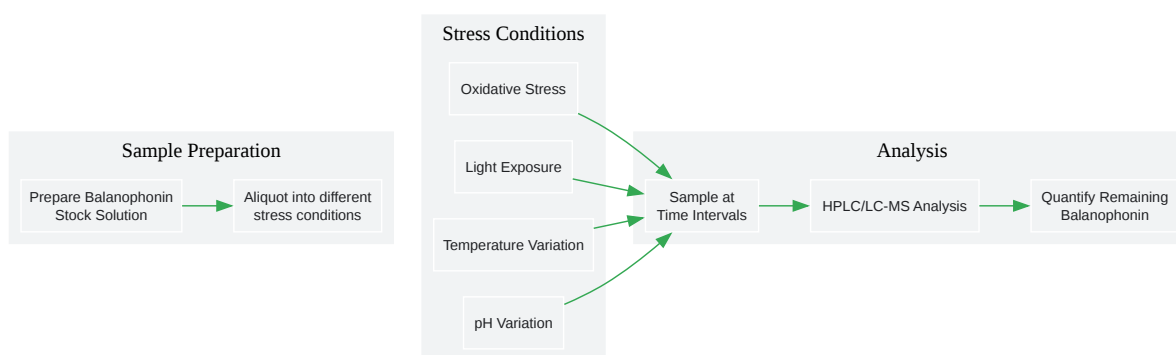 Sample Preparation
Prepare Balanophonin
Stock Solution
Aliquot into different
stress conditions
Stress Conditions
Oxidative Stress
Light Exposure
Temperature Variation
pH Variation
Analysis
Sample at
Time Intervals
HPLC/LC-MS Analysis
Quantify Remaining
Balanophonin